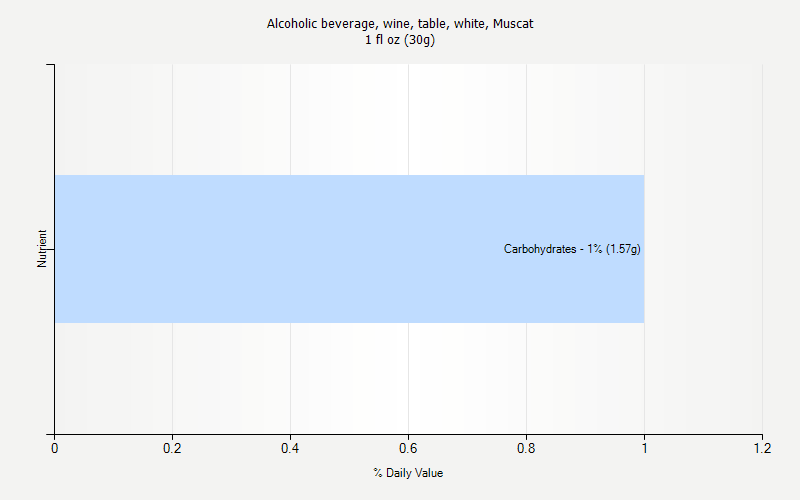 Alcoholic beverage, wine, table, white, Muscat
1 fl oz (30g)
Nutrient
Carbohydrates - 1% (1.57g)
0 0.2 0.4 0.6 0.8 1 1.2
% Daily Value